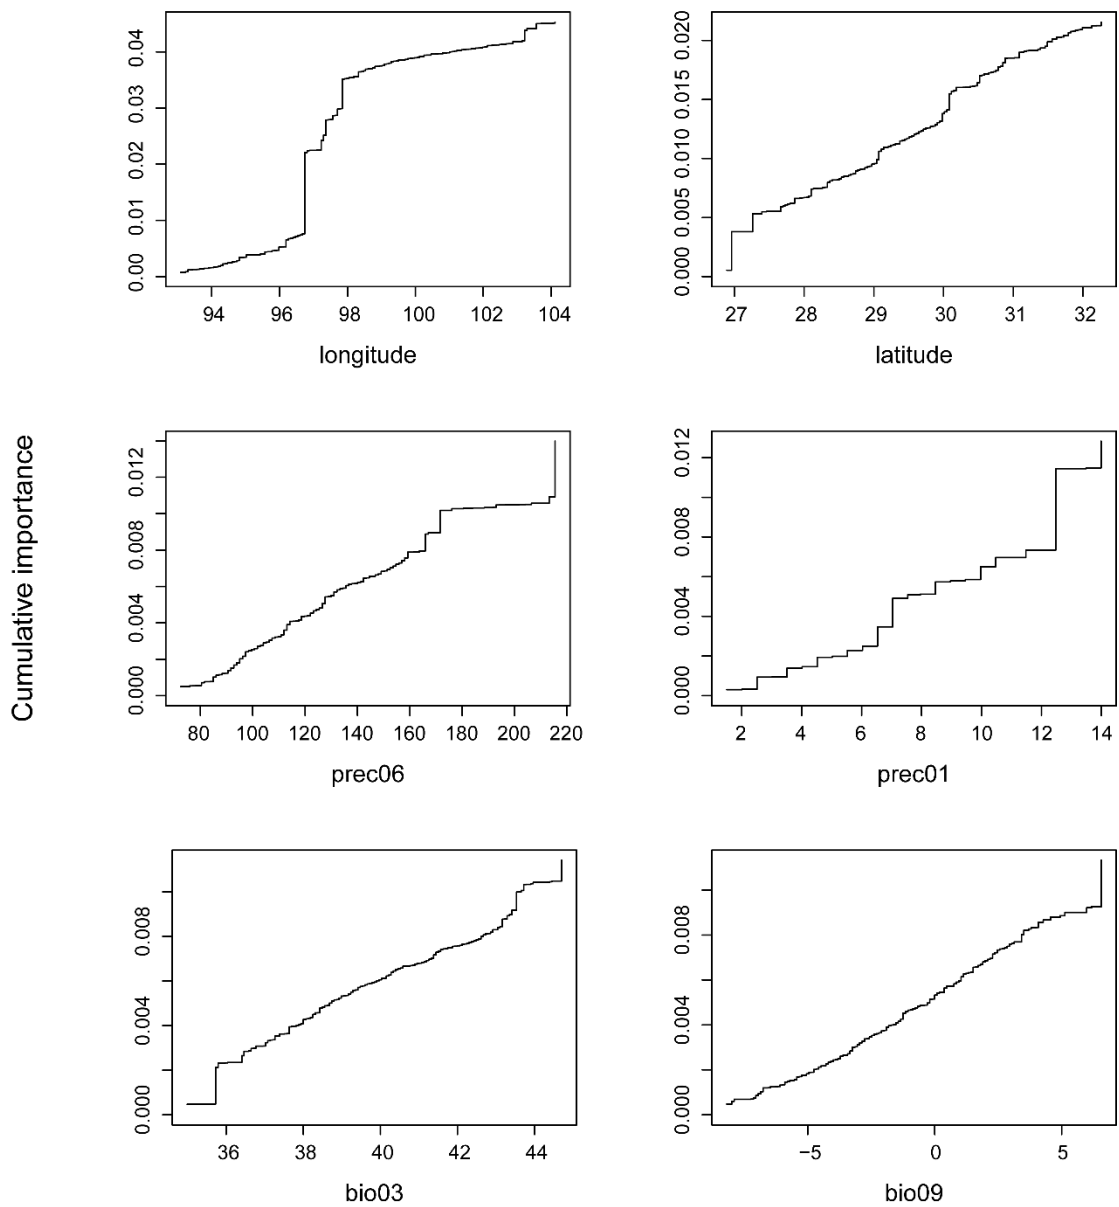 Cumulative importance
0.00 0.01 0.02 0.03 0.04
94 96 98 100 102 104
longitude
0.000 0.005 0.010 0.015 0.020
27 28 29 30 31 32
latitude
0.000 0.004 0.008 0.012
80 100 120 140 160 180 200 220
prec06
0.000 0.004 0.008 0.012
2 4 6 8 10 12 14
prec01
0.000 0.004 0.008
36 38 40 42 44
bio03
0.000 0.004 0.008
−5 0 5
bio09